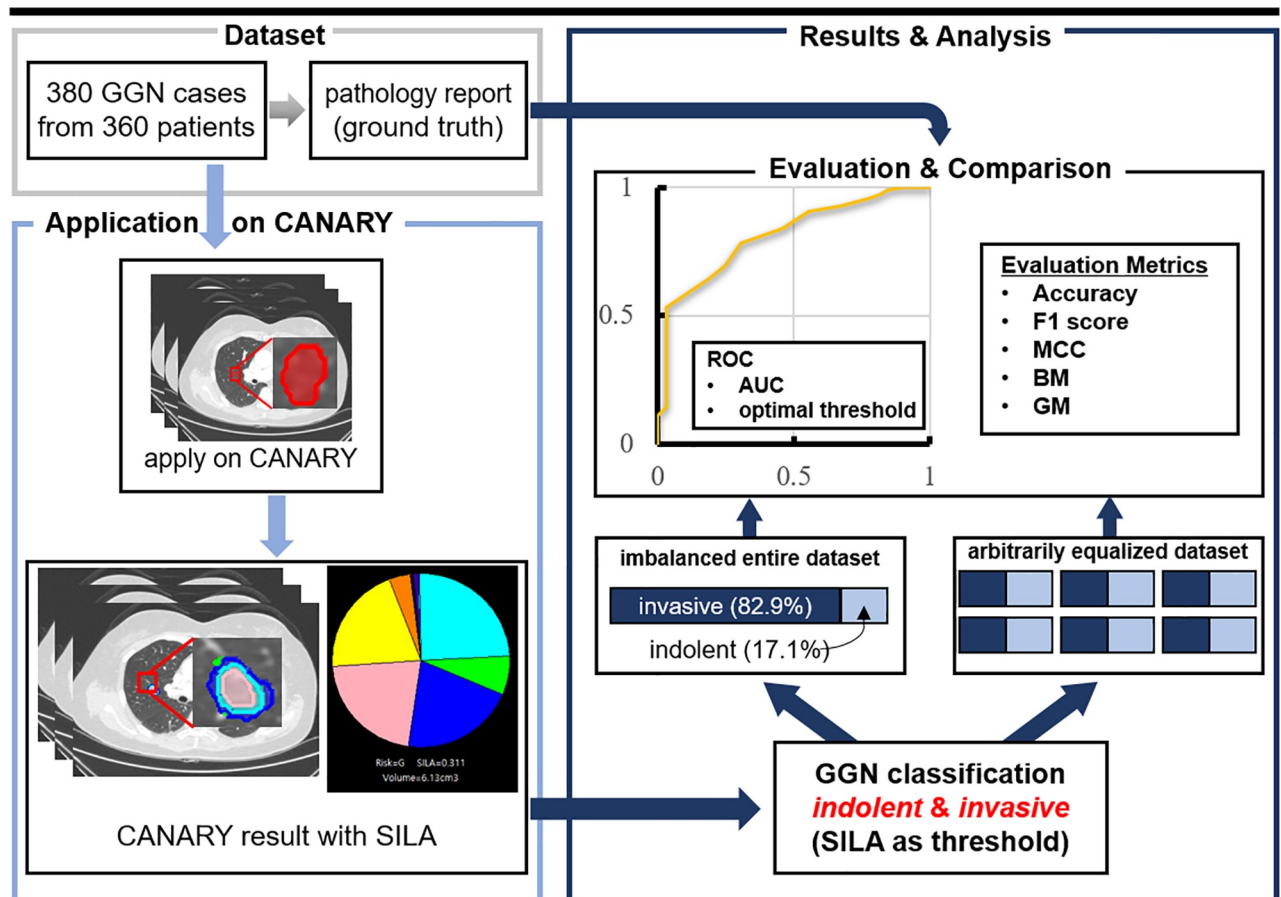 Dataset
380 GGN cases
from 360 patients
pathology report
(ground truth)
Application on CANARY
apply on CANARY
Risk=G SILA=0.311
Volume=6.13cm3
CANARY result with SILA
Results & Analysis
Evaluation & Comparison
1
0.5
0
0
0.5
1
ROC
• AUC
• optimal threshold
Evaluation Metrics
• Accuracy
• F1 score
• MCC
• BM
• GM
imbalanced entire dataset
invasive (82.9%)
indolent (17.1%)
arbitrarily equalized dataset
GGN classification
indolent & invasive
(SILA as threshold)